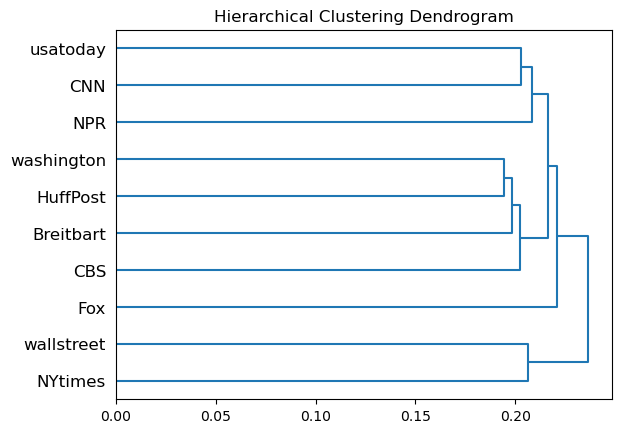 Hierarchical Clustering Dendrogram
usatoday
CNN
NPR
washington
HuffPost
Breitbart
CBS
Fox
wallstreet
NYtimes
0.00 0.05 0.10 0.15 0.20